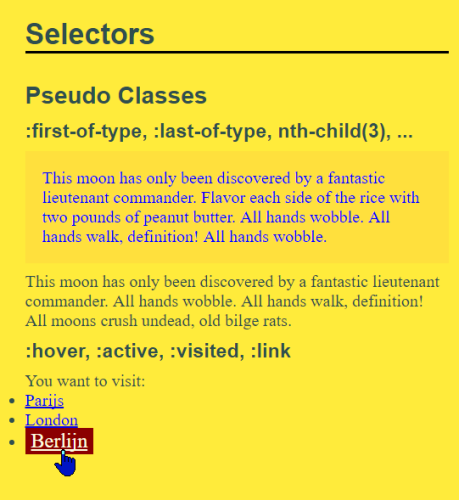 Selectors
Pseudo Classes
:first-of-type, :last-of-type, nth-child(3), ...
This moon has only been discovered by a fantastic
lieutenant commander. Flavor each side of the rice with
two pounds of peanut butter. All hands wobble. All
hands walk, definition! All hands wobble.
This moon has only been discovered by a fantastic lieutenant
commander. All hands wobble. All hands walk, definition!
All moons crush undead, old bilge rats.
:hover, :active, :visited, :link
You want to visit:
Parijs
London
Berlijn